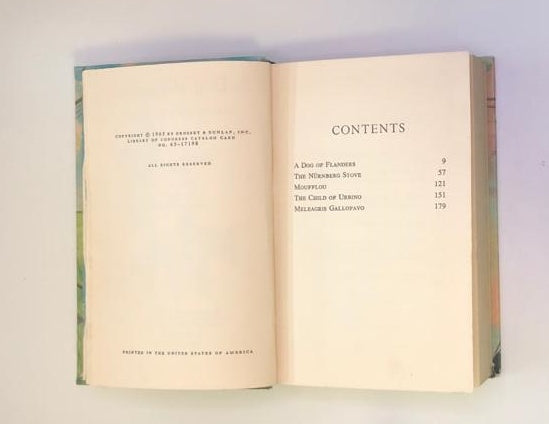 COPYRIGHT © 1965 BY GROSSET & DUNLAP, INC.
LIBRARY OF CONGRESS CATALOG CARD
NO. 65-17198
ALL RIGHTS RESERVED
PRINTED IN THE UNITED STATES OF AMERICA
CONTENTS
A DOG OF FLANDERS 9
THE NÜRNBERG STOVE 57
MOUFFLOU 121
THE CHILD OF URBINO 151
MELEAGRIS GALLOPAVO 179